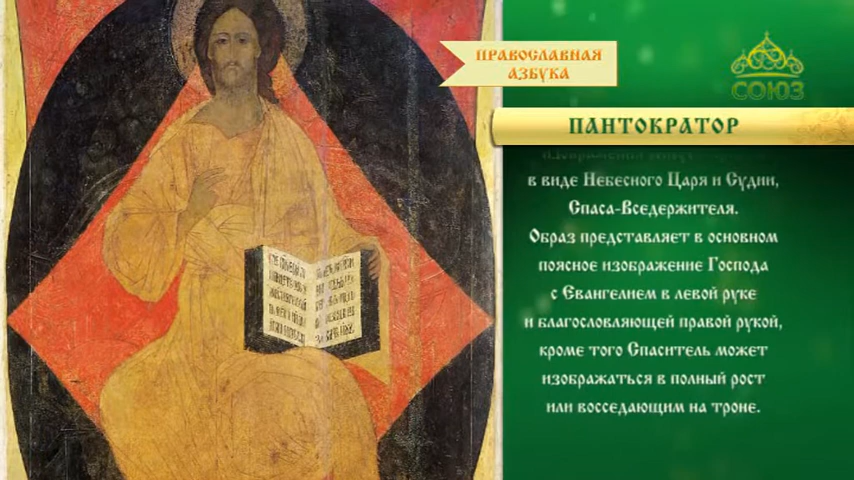 ПРАВОСЛАВНАЯ
АЗБУКА
СОЮЗ
ПАНТОКРАТОР
в виде Небесного Царя и Судии,
Спаса-Вседержителя.
Образ представляет в основном
поясное изображение Господа
с Евангелием в левой руке
и благословляющей правой рукой,
кроме того Спаситель может
изображаться в полный рост
или восседающим на троне.